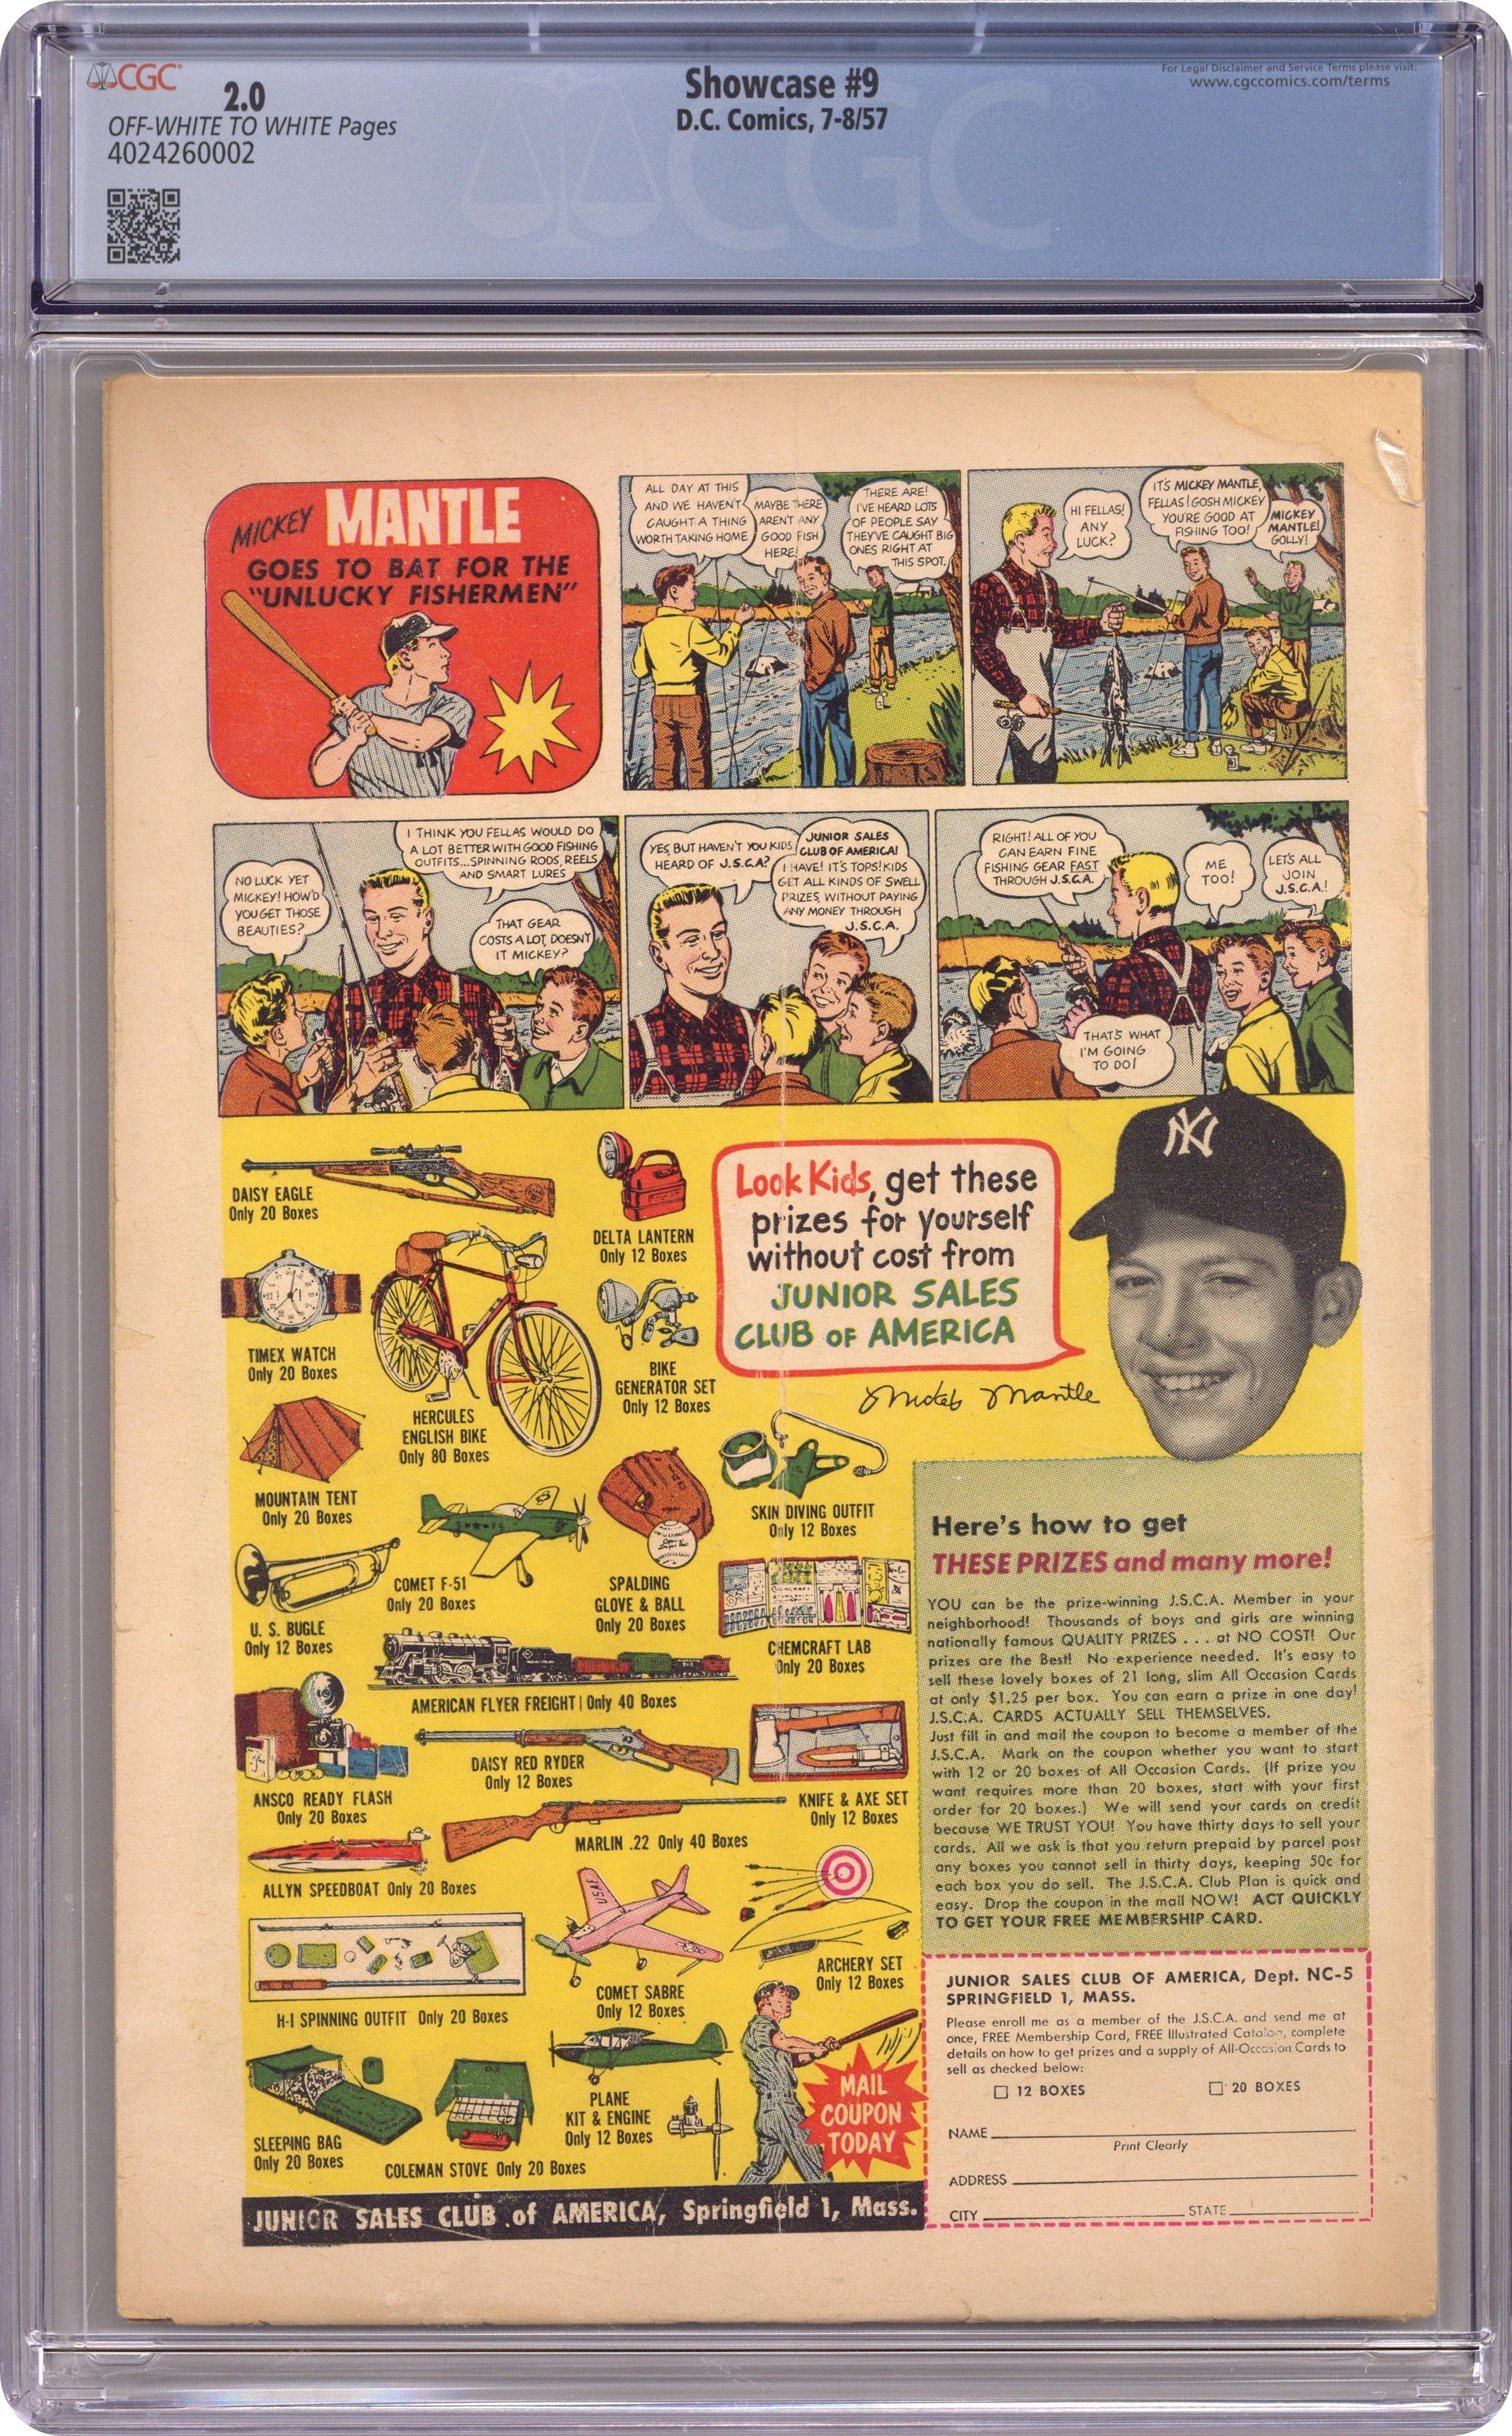 CGC
2.0
OFF-WHITE TO WHITE Pages
4024260002
Showcase #9
D.C. Comics, 7-8/57
For Legal Disclaimer and Service Terms please visit:
www.cgccomics.com/terms
CGC
MICKEY MANTLE
GOES TO BAT FOR THE
"UNLUCKY FISHERMEN"
ALL DAY AT THIS
AND WE HAVEN'T
CAUGHT A THING
WORTH TAKING HOME
MAYBE THERE
AREN'T ANY
GOOD FISH
HERE!
THERE ARE!
I'VE HEARD LOTS
OF PEOPLE SAY
THEY'VE CAUGHT BIG
ONES RIGHT AT
THIS SPOT.
HI FELLAS!
ANY
LUCK?
IT'S MICKEY MANTLE,
FELLAS! GOSH MICKEY
YOU'RE GOOD AT
FISHING TOO!
MICKEY
MANTLE!
GOLLY!
NO LUCK YET
MICKEY! HOW'D
YOU GET THOSE
BEAUTIES?
I THINK YOU FELLAS WOULD DO
A LOT BETTER WITH GOOD FISHING
OUTFITS...SPINNING RODS, REELS
AND SMART LURES
THAT GEAR
COSTS A LOT, DOESN'T
IT MICKEY?
YES, BUT HAVEN'T YOU KIDS
HEARD OF J.S.C.A.?
JUNIOR SALES
CLUB OF AMERICA!
I HAVE! IT'S TOPS! KIDS
GET ALL KINDS OF SWELL
PRIZES, WITHOUT PAYING
ANY MONEY THROUGH
J.S.C.A.
RIGHT! ALL OF YOU
CAN EARN FINE
FISHING GEAR FAST
THROUGH J.S.C.A.
ME
TOO!
LET'S ALL
JOIN
J.S.C.A.!
THAT'S WHAT
I'M GOING
TO DO!
DAISY EAGLE
Only 20 Boxes
DELTA LANTERN
Only 12 Boxes
Look Kids, get these
prizes for yourself
without cost from
JUNIOR SALES
CLUB OF AMERICA
NY
Mickey Mantle
TIMEX WATCH
Only 20 Boxes
HERCULES
ENGLISH BIKE
Only 80 Boxes
BIKE
GENERATOR SET
Only 12 Boxes
MOUNTAIN TENT
Only 20 Boxes
SKIN DIVING OUTFIT
Only 12 Boxes
COMET F-51
Only 20 Boxes
SPALDING
GLOVE & BALL
Only 20 Boxes
U. S. BUGLE
Only 12 Boxes
CHEMCRAFT LAB
Only 20 Boxes
AMERICAN FLYER FREIGHT | Only 40 Boxes
DAISY RED RYDER
Only 12 Boxes
ANSCO READY FLASH
Only 20 Boxes
KNIFE & AXE SET
Only 12 Boxes
MARLIN .22 Only 40 Boxes
ALLYN SPEEDBOAT Only 20 Boxes
USAF
COMET SABRE
Only 12 Boxes
ARCHERY SET
Only 12 Boxes
H-I SPINNING OUTFIT Only 20 Boxes
SLEEPING BAG
Only 20 Boxes
COLEMAN STOVE Only 20 Boxes
PLANE
KIT & ENGINE
Only 12 Boxes
MAIL
COUPON
TODAY
JUNIOR SALES CLUB of AMERICA, Springfield 1, Mass.
Here's how to get
THESE PRIZES and many more!
YOU can be the prize-winning J.S.C.A. Member in your
neighborhood! Thousands of boys and girls are winning
nationally famous QUALITY PRIZES . . . at NO COST! Our
prizes are the Best! No experience needed. It's easy to
sell these lovely boxes of 21 long, slim All Occasion Cards
at only $1.25 per box. You can earn a prize in one day!
J.S.C.A. CARDS ACTUALLY SELL THEMSELVES.
Just fill in and mail the coupon to become a member of the
J.S.C.A. Mark on the coupon whether you want to start
with 12 or 20 boxes of All Occasion Cards. (If prize you
want requires more than 20 boxes, start with your first
order for 20 boxes.) We will send your cards on credit
because WE TRUST YOU! You have thirty days to sell your
cards. All we ask is that you return prepaid by parcel post
any boxes you cannot sell in thirty days, keeping 50c for
each box you do sell. The J.S.C.A. Club Plan is quick and
easy. Drop the coupon in the mail NOW! ACT QUICKLY
TO GET YOUR FREE MEMBERSHIP CARD.
JUNIOR SALES CLUB OF AMERICA, Dept. NC-5
SPRINGFIELD 1, MASS.
Please enroll me as a member of the J.S.C.A. and send me at
once, FREE Membership Card, FREE Illustrated Catalog, complete
details on how to get prizes and a supply of All-Occasion Cards to
sell as checked below:
12 BOXES 20 BOXES
NAME
Print Clearly
ADDRESS
CITY STATE